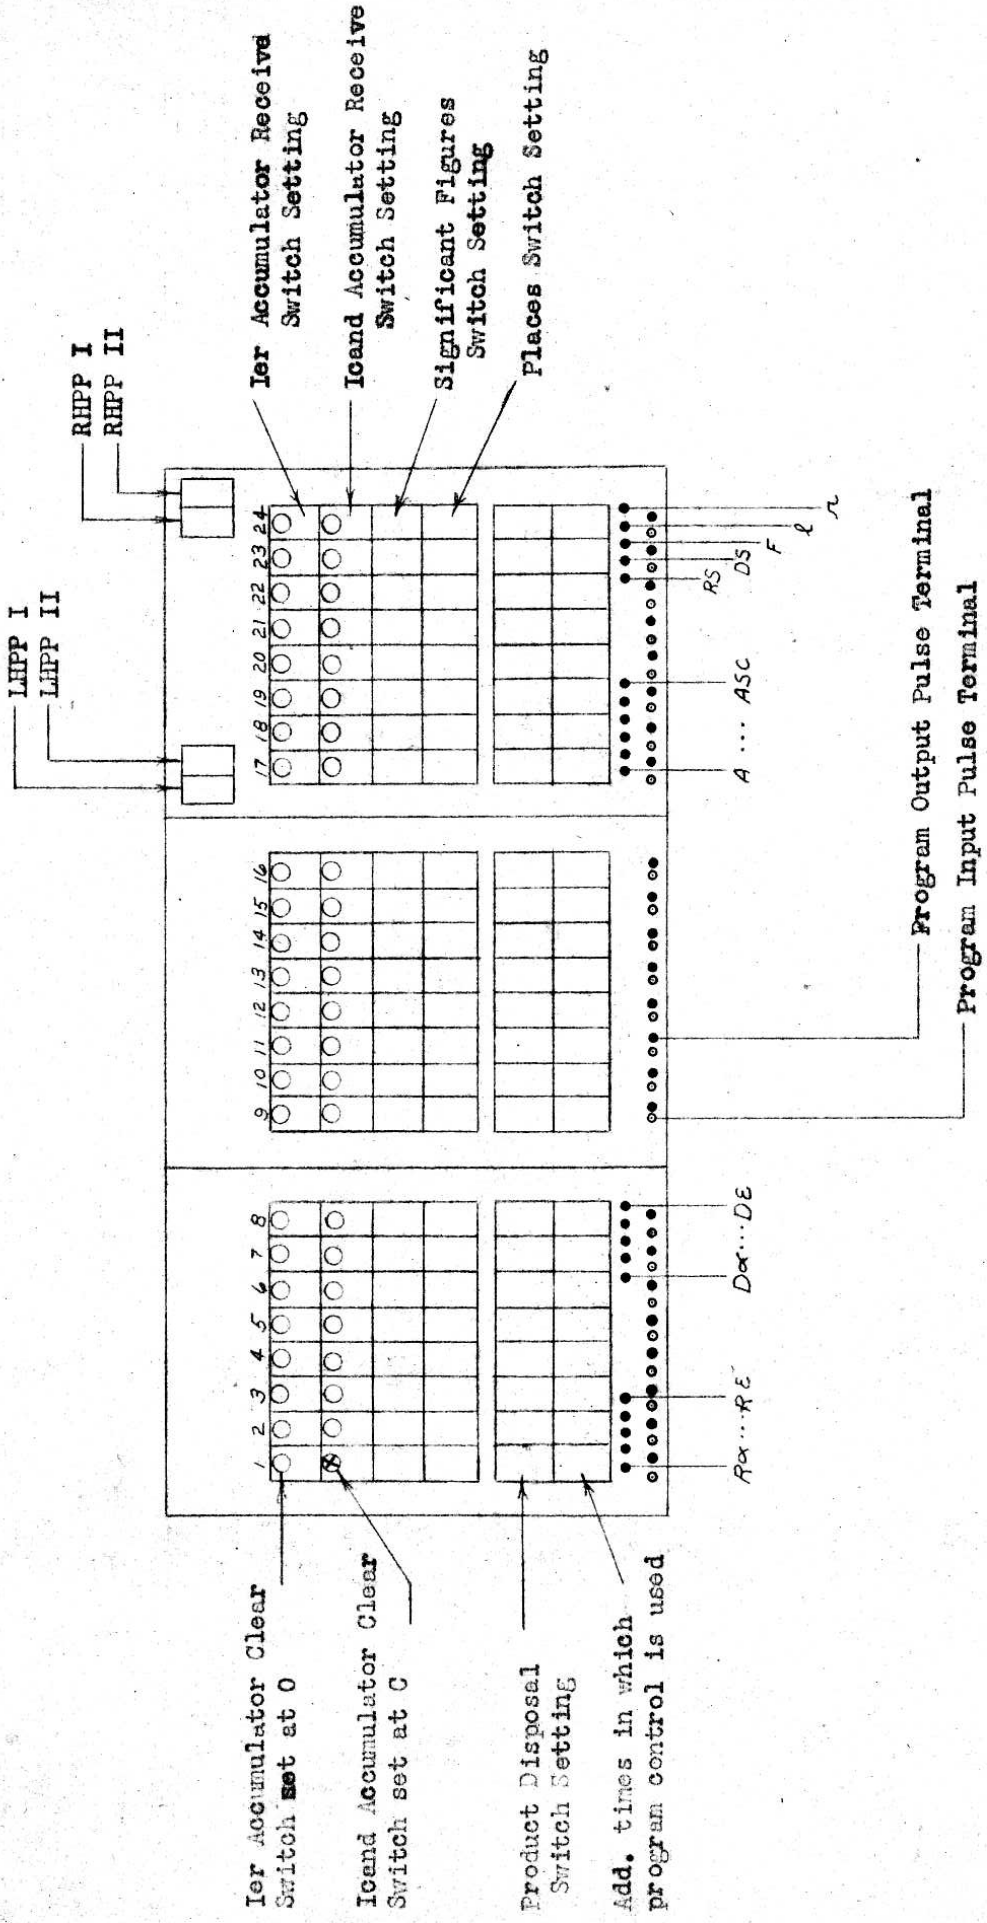 LHPP I
LHPP II
RHPP I
RHPP II
Ier Accumulator Clear
Switch set at O
Icand Accumulator Clear
Switch set at C
Product Disposal
Switch Setting
Add. times in which
program control is used
1 2 3 4 5 6 7 8
9 10 11 12 13 14 15 16
17 18 19 20 21 22 23 24
Ier Accumulator Receive
Switch Setting
Icand Accumulator Receive
Switch Setting
Significant Figures
Switch Setting
Places Switch Setting
Rα...RE
Dα...DE
A ... ASC
RS
DS
F
l
r
Program Output Pulse Terminal
Program Input Pulse Terminal